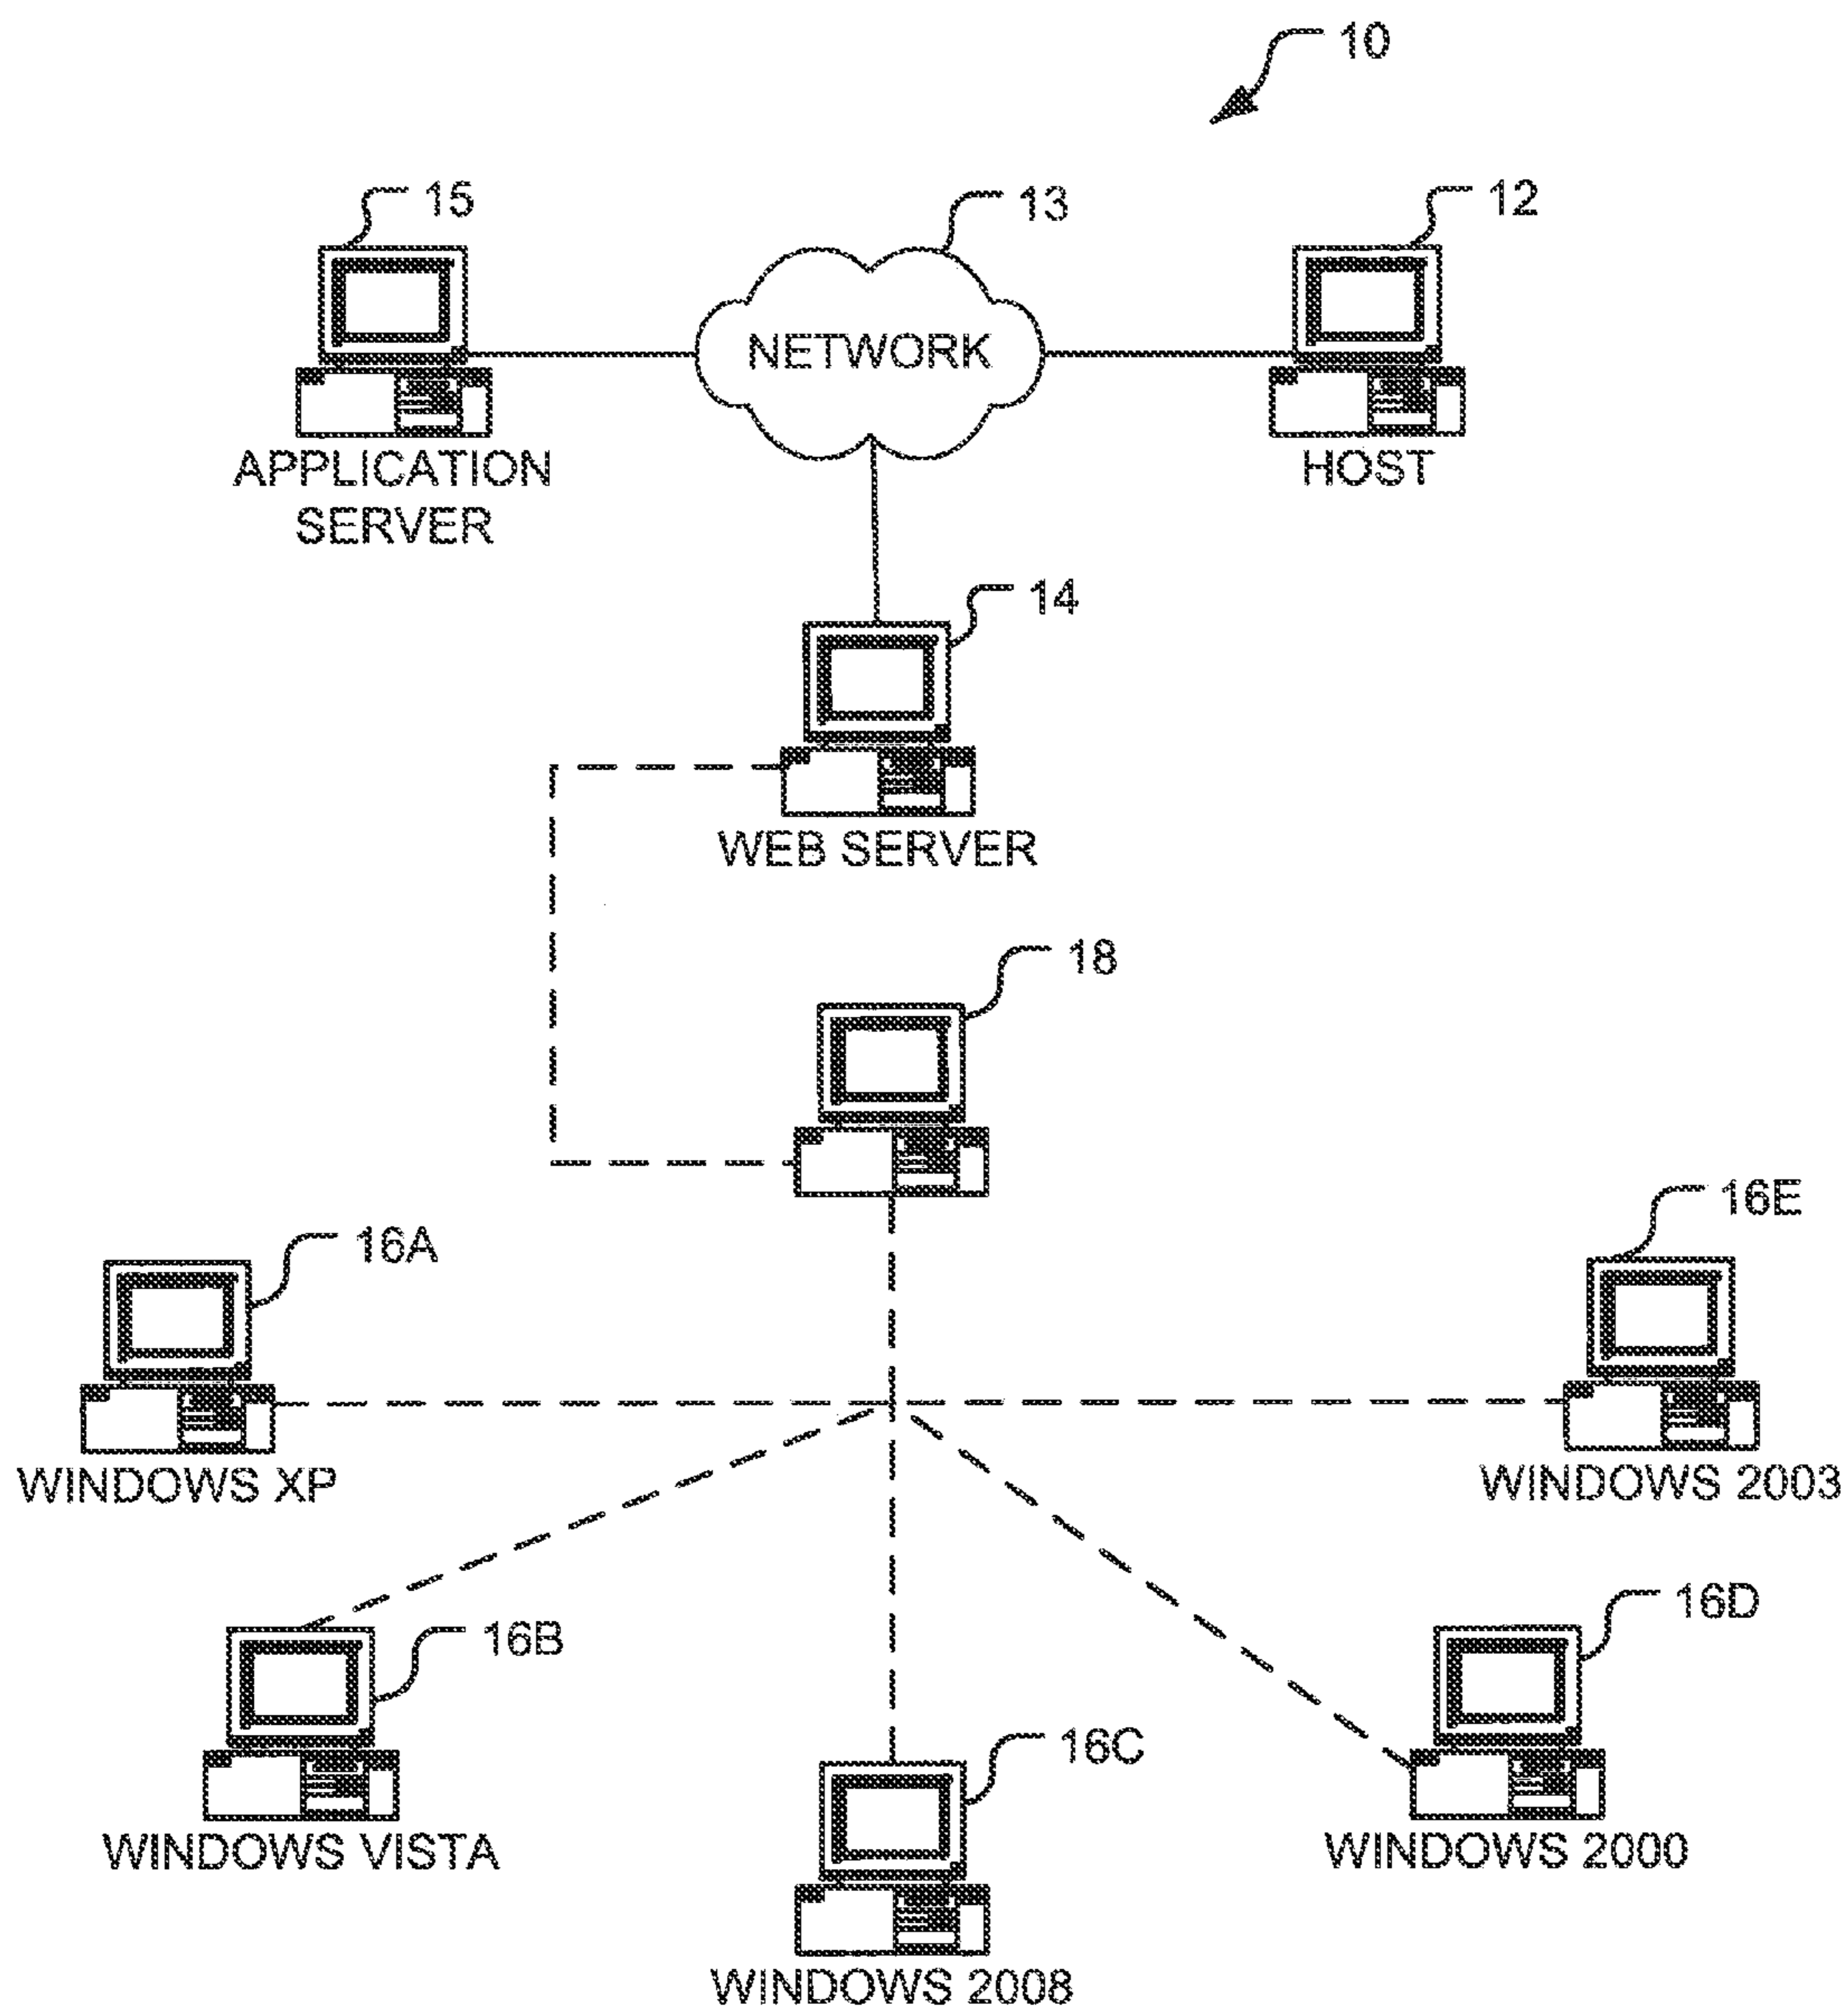 10
15
13
12
NETWORK
APPLICATION
SERVER
HOST
14
WEB SERVER
18
16E
16A
WINDOWS XP
WINDOWS 2003
16B
16D
16C
WINDOWS VISTA
WINDOWS 2000
WINDOWS 2008